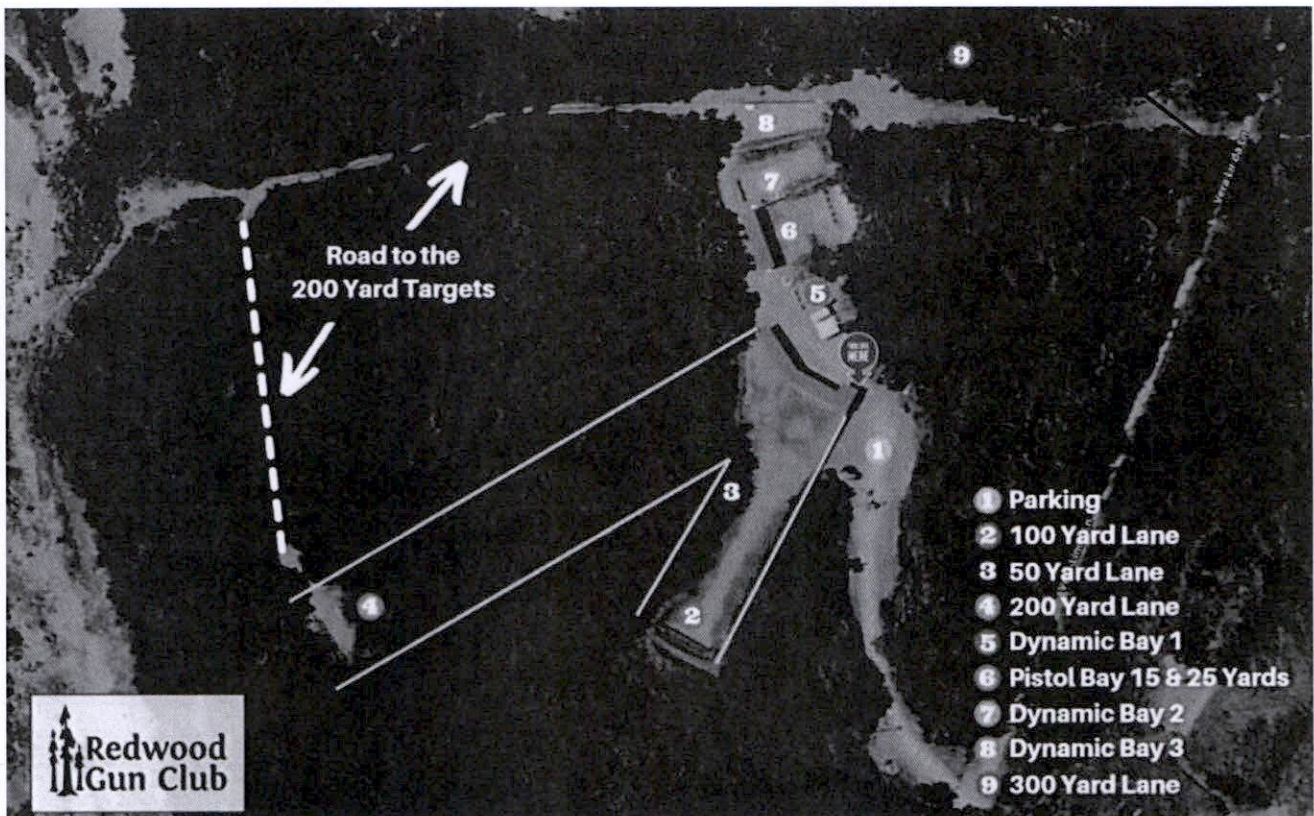 9
8
7
6
5
Road to the
200 Yard Targets
HERE
1
3
2
4
1 Parking
2 100 Yard Lane
3 50 Yard Lane
4 200 Yard Lane
5 Dynamic Bay 1
6 Pistol Bay 15 & 25 Yards
7 Dynamic Bay 2
8 Dynamic Bay 3
9 300 Yard Lane
Redwood
Gun Club